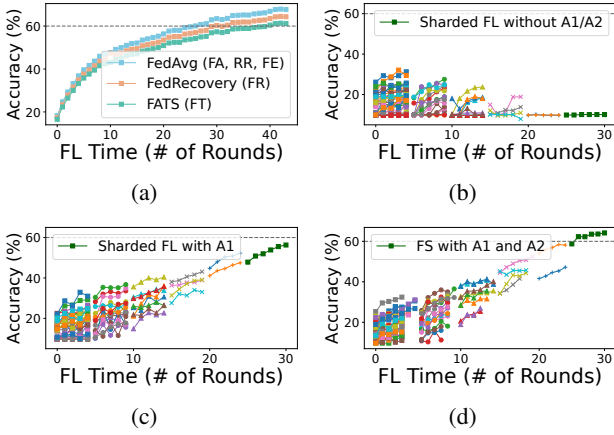 Accuracy (%)
60
40
20
FedAvg (FA, RR, FE)
FedRecovery (FR)
FATS (FT)
0 10 20 30 40
FL Time (# of Rounds)
(a)
Accuracy (%)
60
40
20
Sharded FL without A1/A2
0 10 20 30
FL Time (# of Rounds)
(b)
Accuracy (%)
60
40
20
Sharded FL with A1
0 10 20 30
FL Time (# of Rounds)
(c)
Accuracy (%)
60
40
20
FS with A1 and A2
0 10 20 30
FL Time (# of Rounds)
(d)